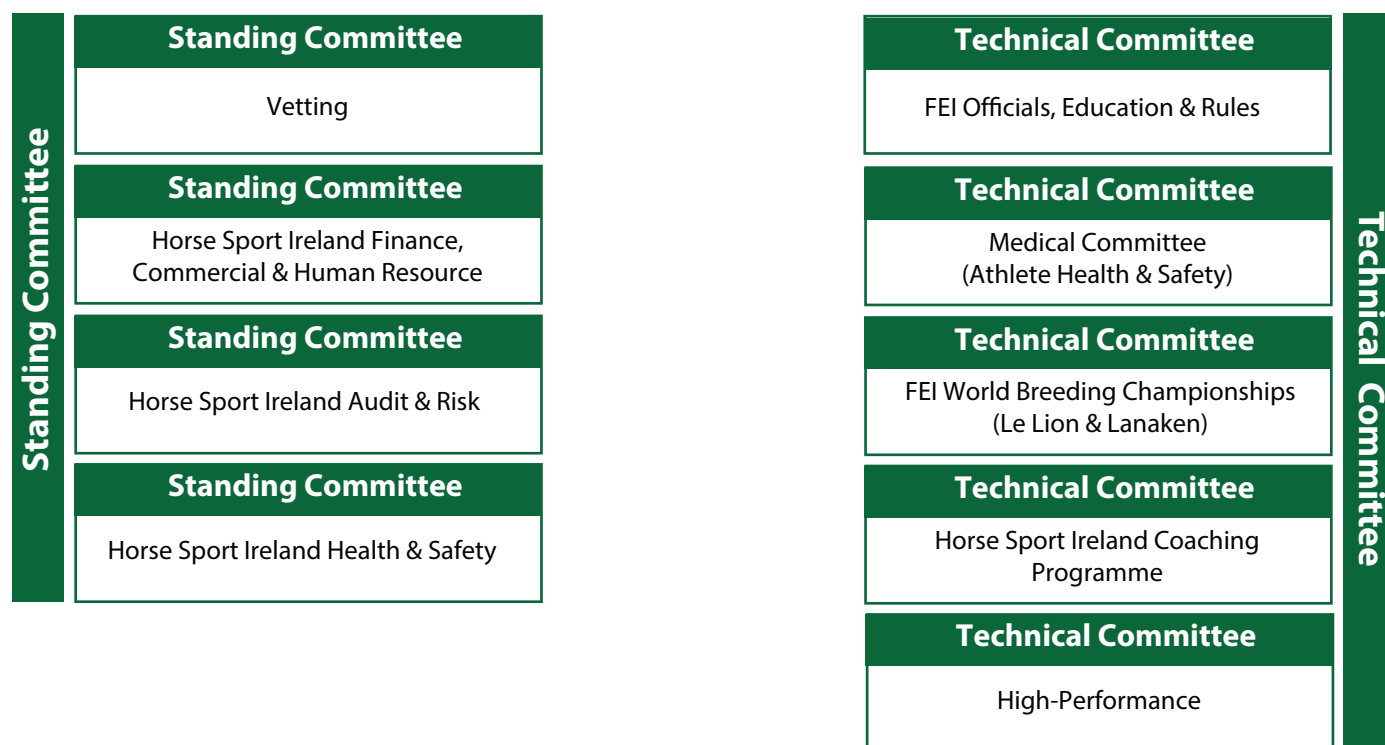 Standing Committee
Standing Committee
Vetting
Standing Committee
Horse Sport Ireland Finance,
Commercial & Human Resource
Standing Committee
Horse Sport Ireland Audit & Risk
Standing Committee
Horse Sport Ireland Health & Safety
Technical Committee
FEI Officials, Education & Rules
Technical Committee
Medical Committee
(Athlete Health & Safety)
Technical Committee
FEI World Breeding Championships
(Le Lion & Lanaken)
Technical Committee
Horse Sport Ireland Coaching
Programme
Technical Committee
High-Performance
Technical Committee